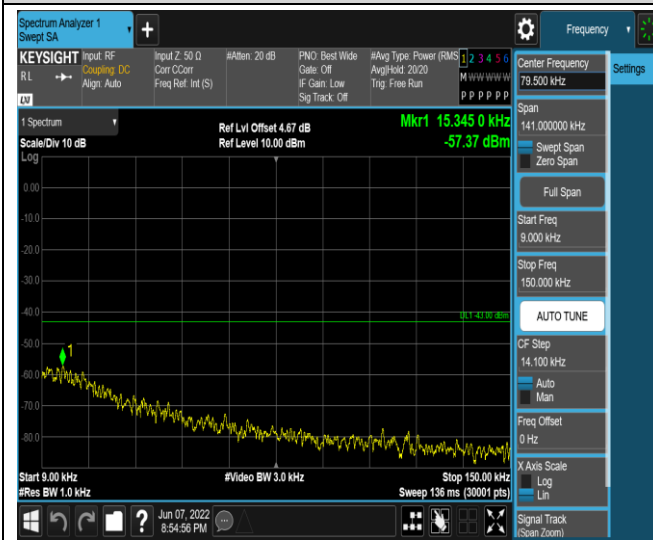 Spectrum Analyzer 1
Swept SA
+
Frequency
KEYSIGHT
RL
LXI
Input: RF
Coupling: DC
Align: Auto
Input Z: 50 Ω
Corr CCorr
Freq Ref: Int (S)
#Atten: 20 dB
PNO: Best Wide
Gate: Off
IF Gain: Low
Sig Track: Off
#Avg Type: Power (RMS
Avg|Hold: 20/20
Trig: Free Run
1 2 3 4 5 6
M W W W W W
P P P P P P
Center Frequency
79.500 kHz
Settings
Span
141.000000 kHz
Swept Span
Zero Span
Full Span
Start Freq
9.000 kHz
Stop Freq
150.000 kHz
AUTO TUNE
CF Step
14.100 kHz
Auto
Man
Freq Offset
0 Hz
X Axis Scale
Log
Lin
Signal Track
(Span Zoom)
1 Spectrum
Scale/Div 10 dB
Ref Lvl Offset 4.67 dB
Ref Level 10.00 dBm
Mkr1 15.345 0 kHz
-57.37 dBm
Log
0.00
-10.0
-20.0
-30.0
-40.0
DL1 -43.00 dBm
-50.0
1
-60.0
-70.0
-80.0
Start 9.00 kHz
#Res BW 1.0 kHz
#Video BW 3.0 kHz
Stop 150.00 kHz
Sweep 136 ms (30001 pts)
?
Jun 07, 2022
8:54:56 PM